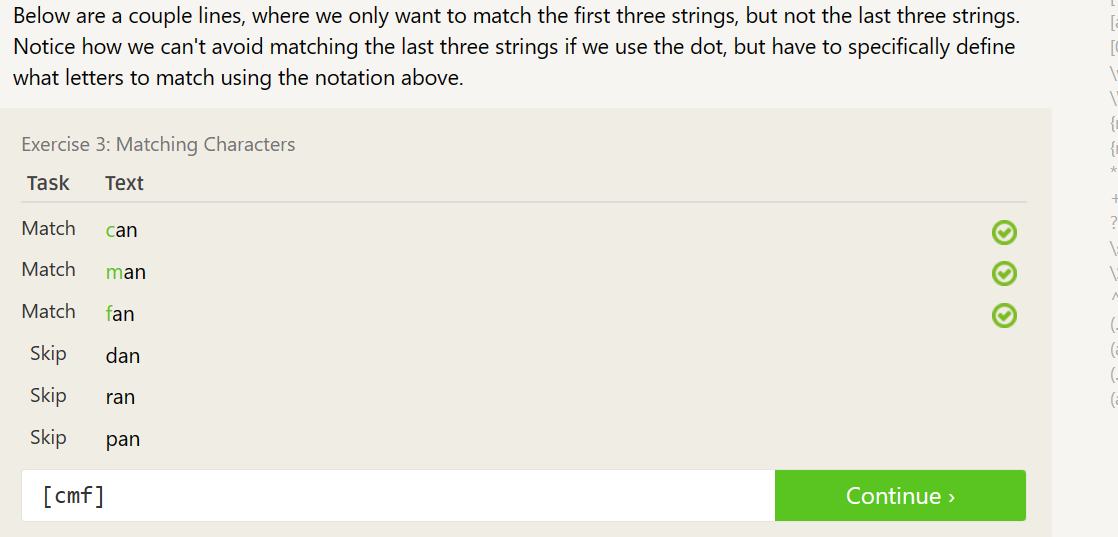 Below are a couple lines, where we only want to match the first three strings, but not the last three strings.
Notice how we can't avoid matching the last three strings if we use the dot, but have to specifically define
what letters to match using the notation above.
Exercise 3: Matching Characters
Task Text
Match can
Match man
Match fan
Skip dan
Skip ran
Skip pan
[cmf] Continue ›